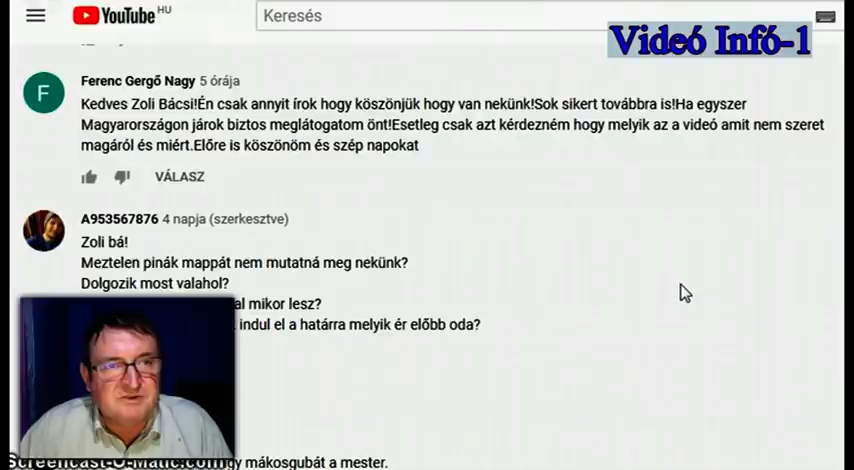 YouTube HU
Keresés
Videó Infó-1
Ferenc Gergő Nagy 5 órája
F
Kedves Zoli Bácsi!Én csak annyit írok hogy köszönjük hogy van nekünk!Sok sikert továbbra is!Ha egyszer
Magyarországon járok biztos meglátogatom önt!Esetleg csak azt kérdezném hogy melyik az a videó amit nem szeret
magáról és miért.Előre is köszönöm és szép napokat
VÁLASZ
A953567876 4 napja (szerkesztve)
Zoli bá!
Meztelen pinák mappát nem mutatná meg nekünk?
Dolgozik most valahol?
al mikor lesz?
indul el a határra melyik ér előbb oda?
Screencast-O-Matic.com
gy mákosgubát a mester.